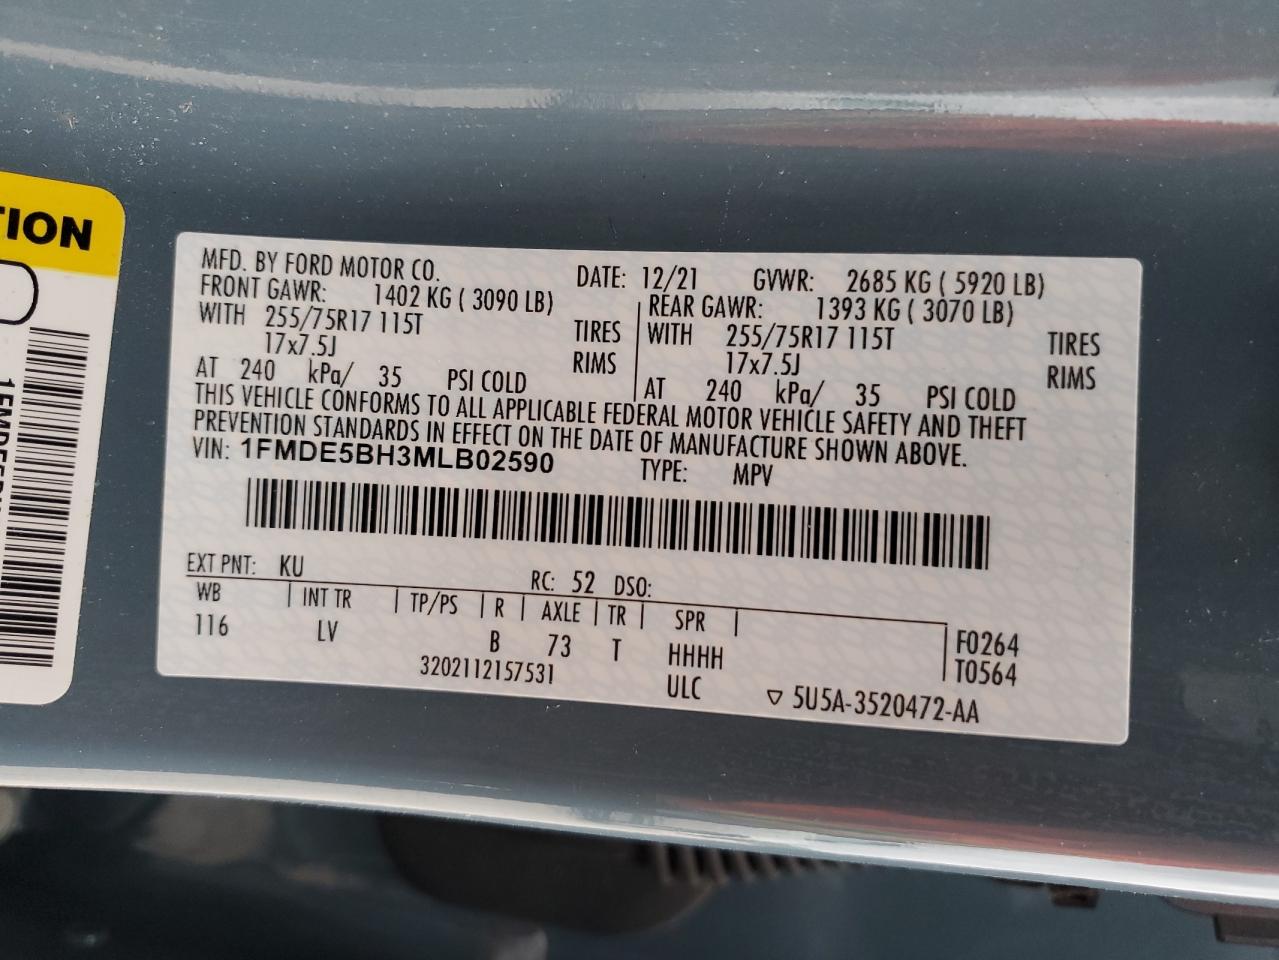 TION
1FMDE5B
MFD. BY FORD MOTOR CO. DATE: 12/21 GVWR: 2685 KG ( 5920 LB)
FRONT GAWR: 1402 KG ( 3090 LB) REAR GAWR: 1393 KG ( 3070 LB)
WITH 255/75R17 115T TIRES WITH 255/75R17 115T TIRES
17x7.5J RIMS 17x7.5J RIMS
AT 240 kPa/ 35 PSI COLD AT 240 kPa/ 35 PSI COLD
THIS VEHICLE CONFORMS TO ALL APPLICABLE FEDERAL MOTOR VEHICLE SAFETY AND THEFT
PREVENTION STANDARDS IN EFFECT ON THE DATE OF MANUFACTURE SHOWN ABOVE.
VIN: 1FMDE5BH3MLB02590 TYPE: MPV
EXT PNT: KU RC: 52 DSO:
WB INT TR TP/PS R AXLE TR SPR
116 LV B 73 T HHHH F0264
3202112157531 ULC T0564
5U5A-3520472-AA